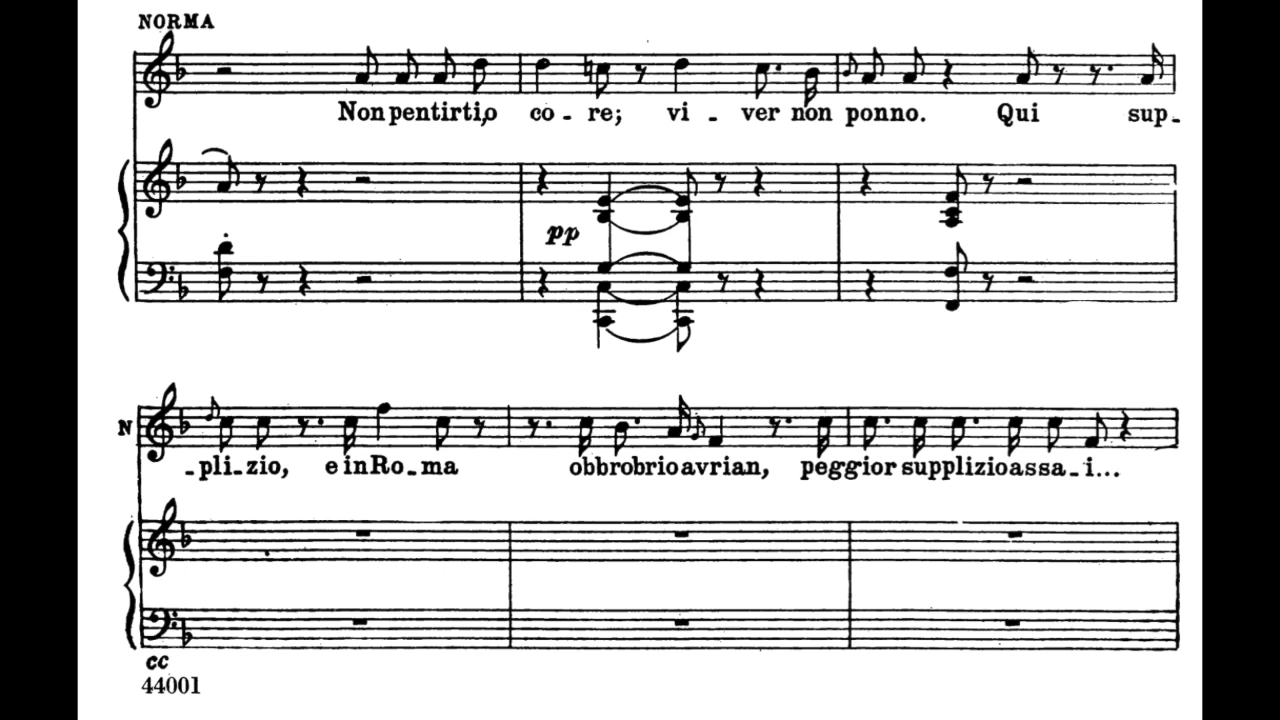 NORMA
Non pentirti, o co - re; vi - ver non ponno. Qui sup-
pp
N
-pli-zio, e in Ro-ma obbrobrio avrian, peggior supplizio assa-i...
cc
44001